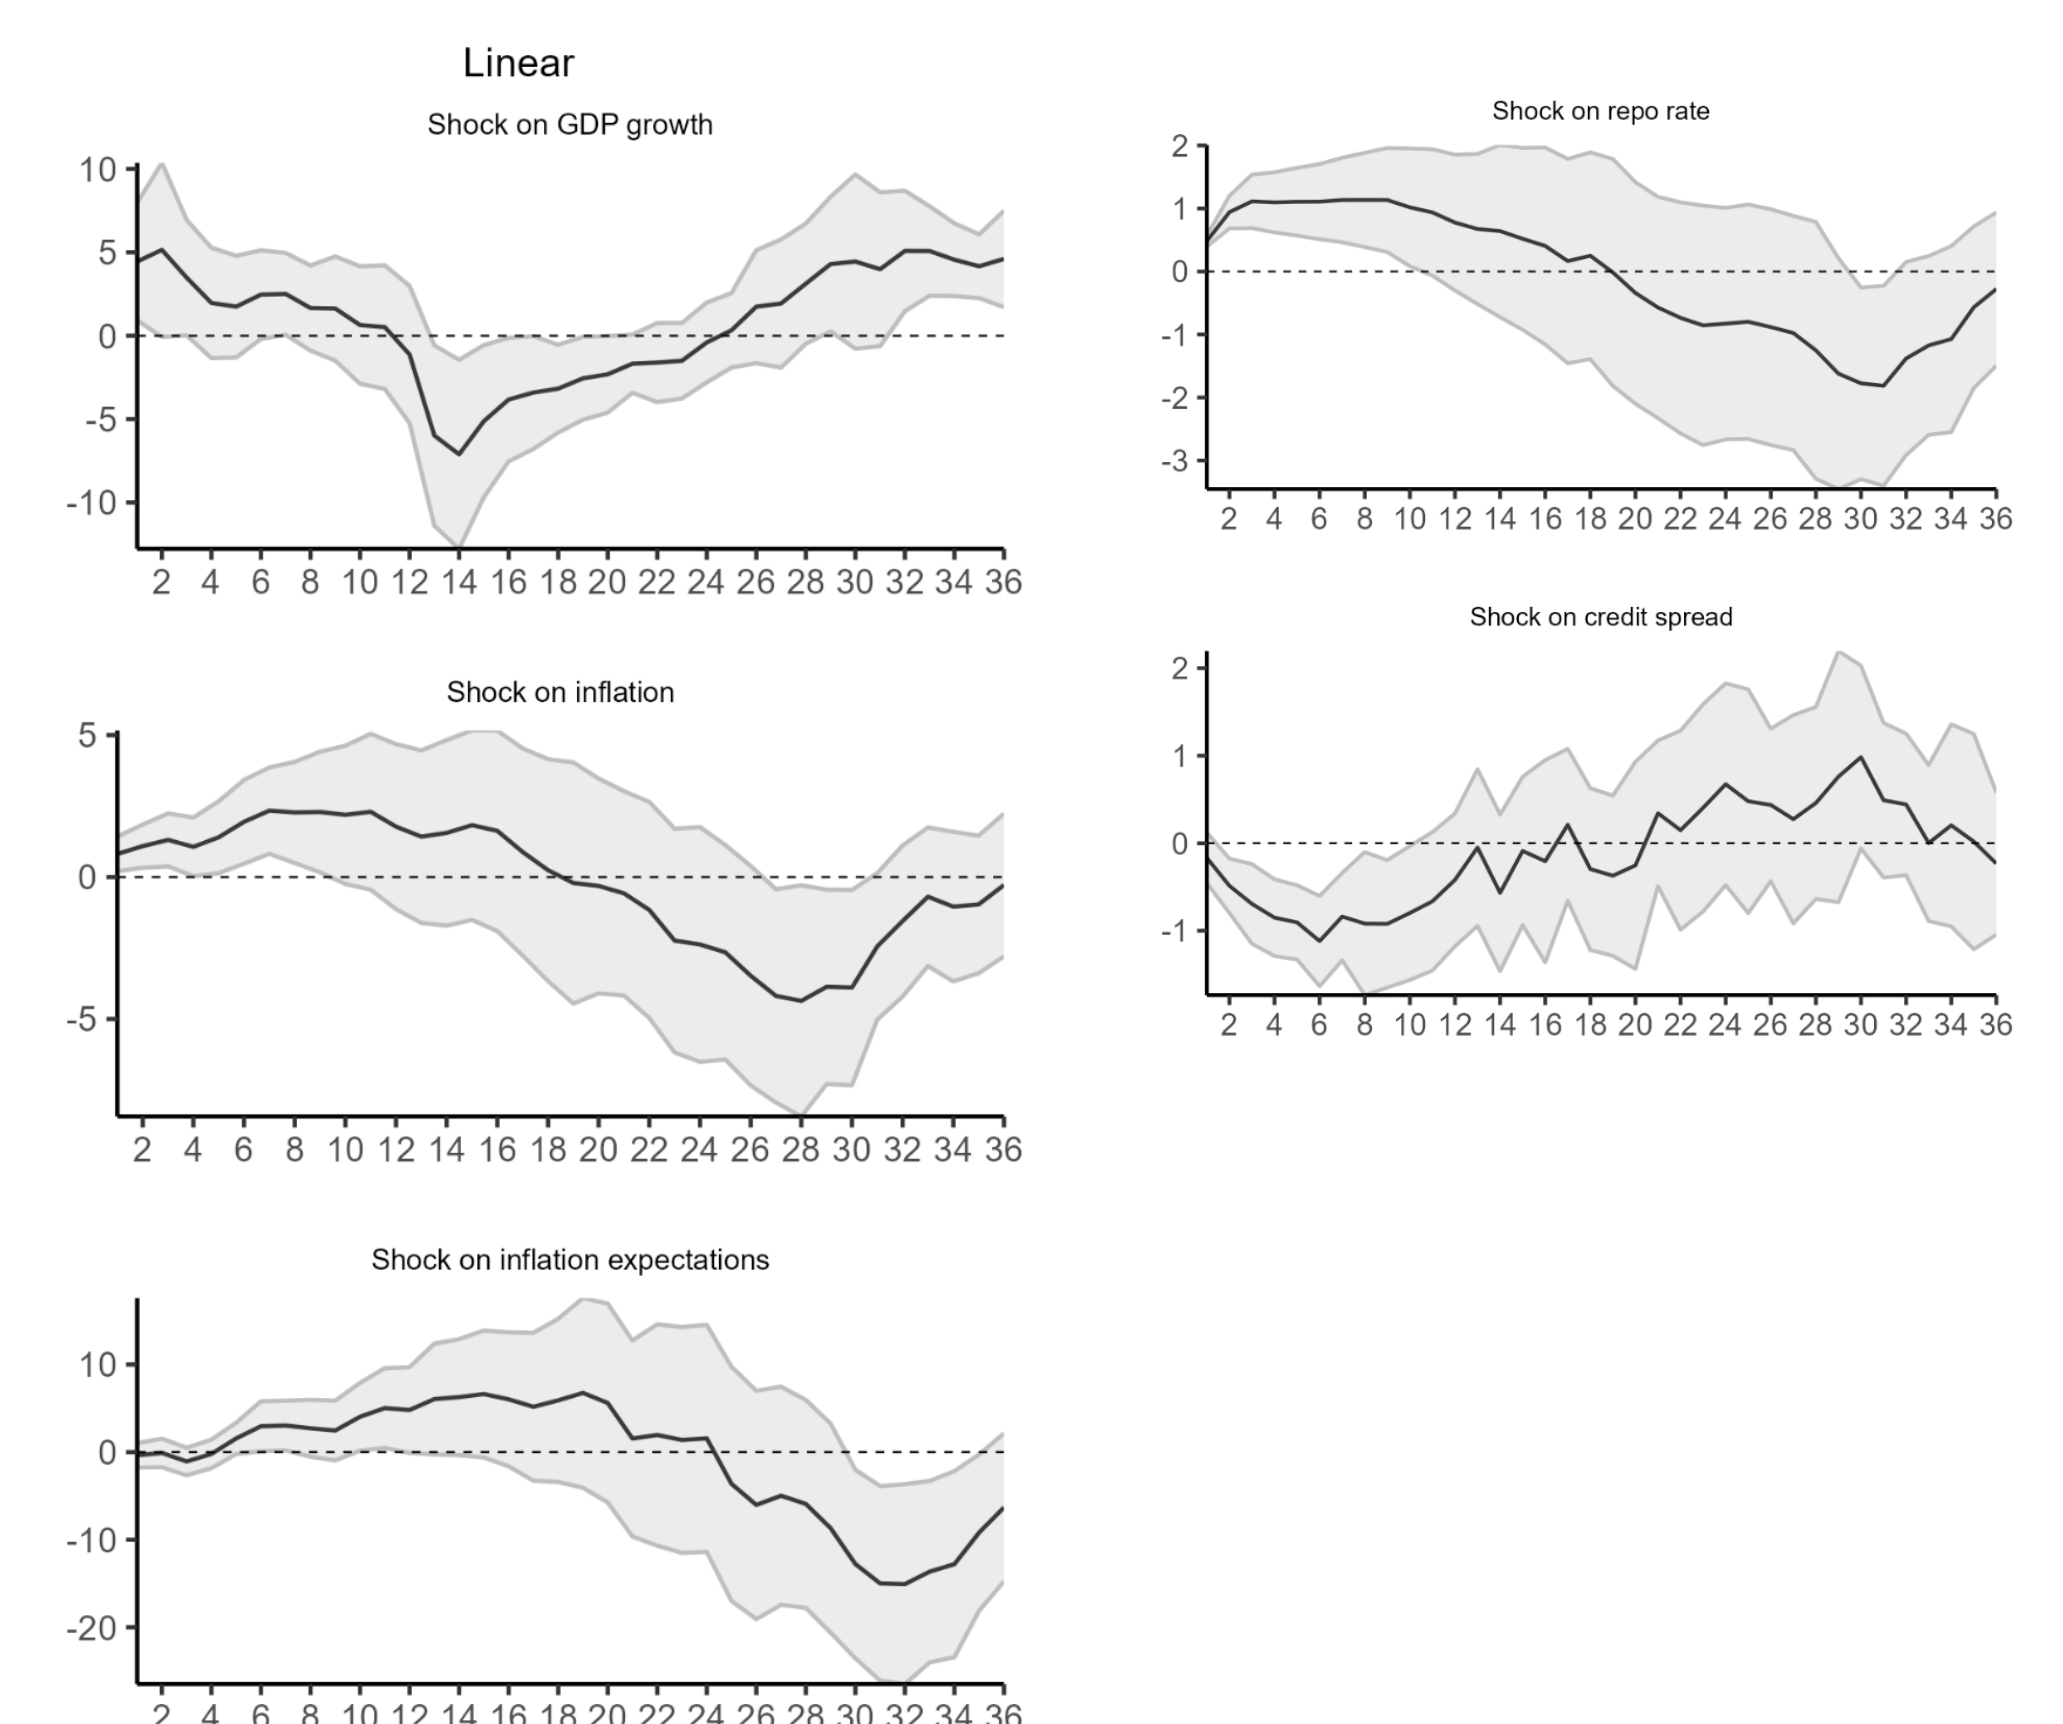 Linear
Shock on GDP growth
10
5
0
-5
-10
2 4 6 8 10 12 14 16 18 20 22 24 26 28 30 32 34 36
Shock on inflation
5
0
-5
2 4 6 8 10 12 14 16 18 20 22 24 26 28 30 32 34 36
Shock on inflation expectations
10
0
-10
-20
2 4 6 8 10 12 14 16 18 20 22 24 26 28 30 32 34 36
Shock on repo rate
2
1
0
-1
-2
-3
2 4 6 8 10 12 14 16 18 20 22 24 26 28 30 32 34 36
Shock on credit spread
2
1
0
-1
2 4 6 8 10 12 14 16 18 20 22 24 26 28 30 32 34 36